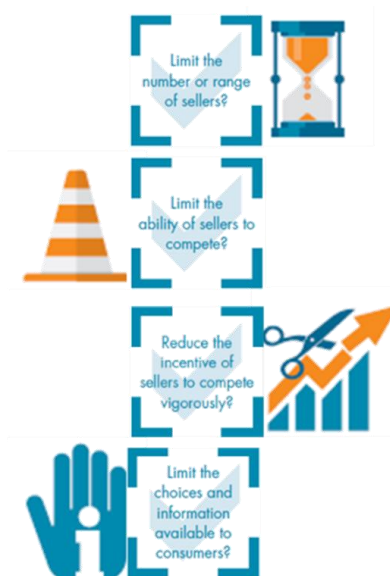 Limit the
number or range
of sellers?
Limit the
ability of sellers to
compete?
Reduce the
incentive of
sellers to compete
vigorously?
Limit the
choices and
information
available to
consumers?
i